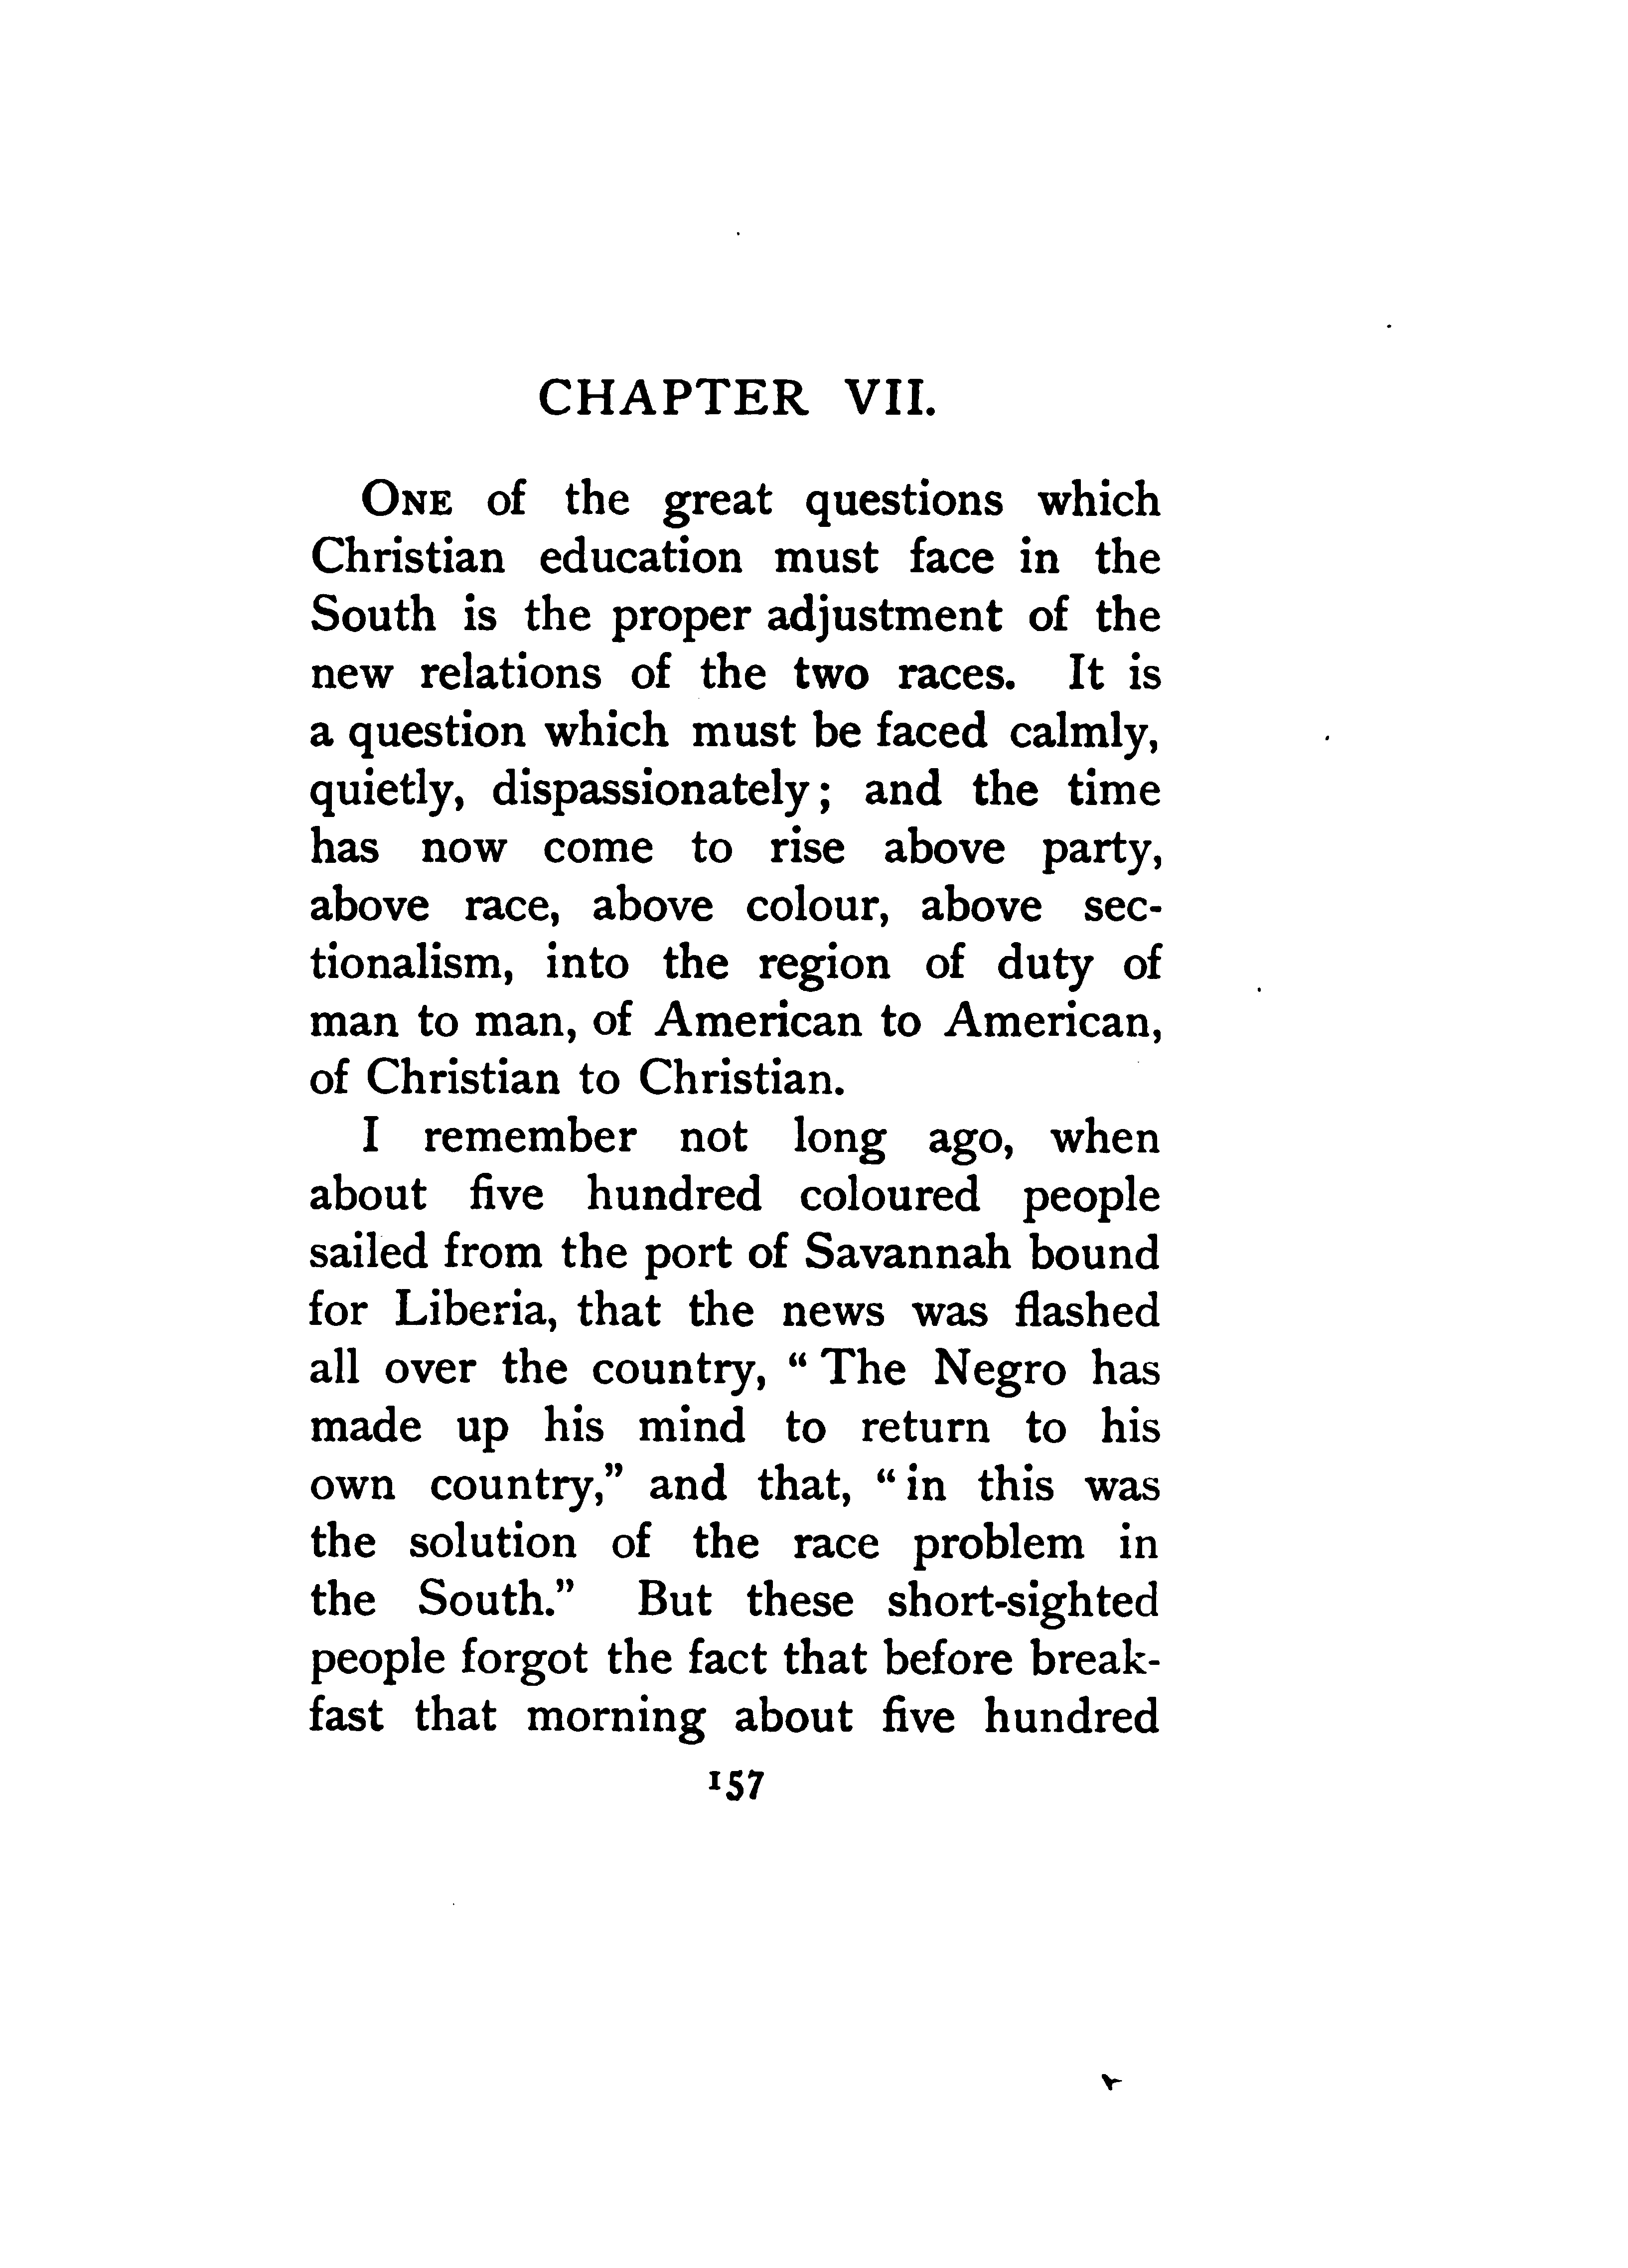 CHAPTER VII.
ONE of the great questions which
Christian education must face in the
South is the proper adjustment of the
new relations of the two races. It is
a question which must be faced calmly,
quietly, dispassionately; and the time
has now come to rise above party,
above race, above colour, above sec-
tionalism, into the region of duty of
man to man, of American to American,
of Christian to Christian.
I remember not long ago, when
about five hundred coloured people
sailed from the port of Savannah bound
for Liberia, that the news was flashed
all over the country, “The Negro has
made up his mind to return to his
own country,” and that, “in this was
the solution of the race problem in
the South.” But these short-sighted
people forgot the fact that before break-
fast that morning about five hundred
157